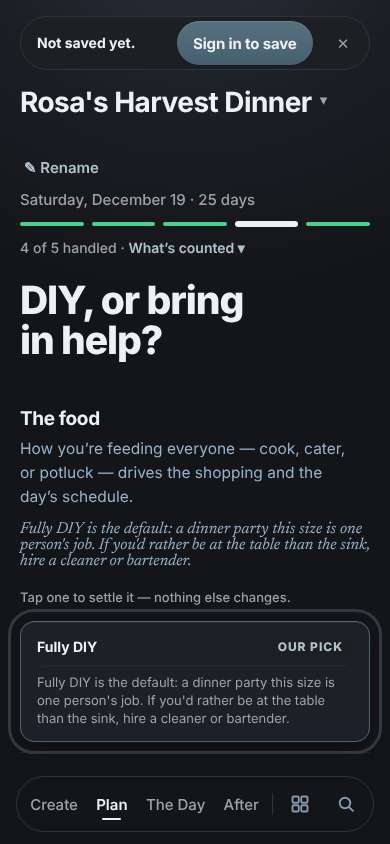 Not saved yet.
Sign in to save
×
Rosa's Harvest Dinner ▾
✎ Rename
Saturday, December 19 · 25 days
4 of 5 handled · What’s counted ▾
DIY, or bring
in help?
The food
How you’re feeding everyone — cook, cater,
or potluck — drives the shopping and the
day’s schedule.
Fully DIY is the default: a dinner party this size is one
person's job. If you'd rather be at the table than the sink,
hire a cleaner or bartender.
Tap one to settle it — nothing else changes.
Fully DIY
OUR PICK
Fully DIY is the default: a dinner party this size is
one person's job. If you'd rather be at the table
than the sink, hire a cleaner or bartender.
Create Plan The Day After